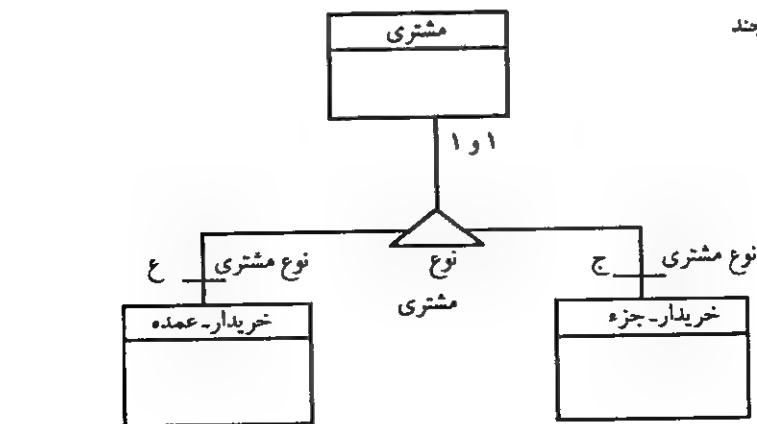 مشتری
۱ و ۱
نوع مشتری
ج
نوع
مشتری
نوع مشتری
ع
خریدار-جزء
خریدار-عمده